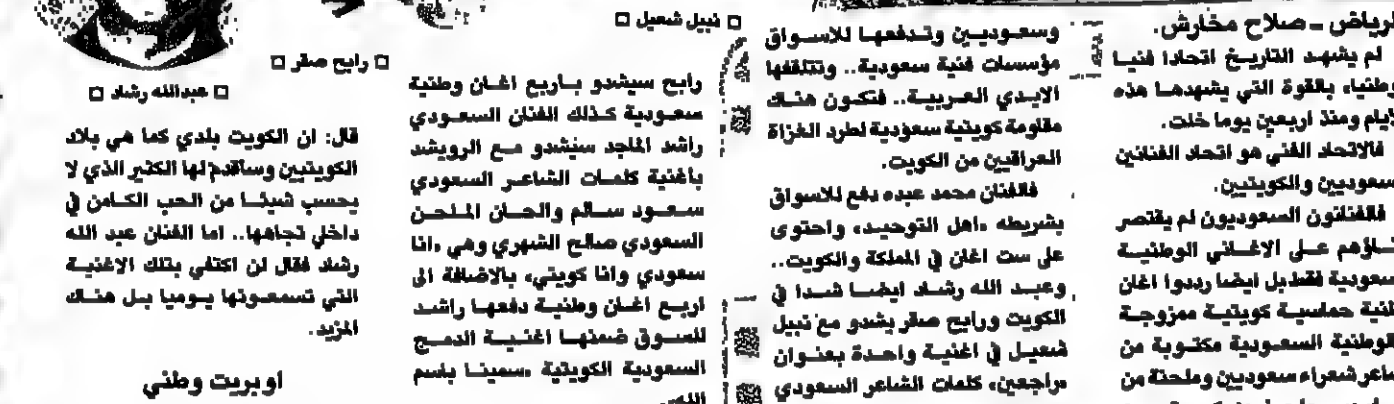 □ نبيل شعيل □
□ رابح صقر □
□ عبدالله رشاد □
الرياض ـ صلاح مخارش.
لم يشهد التاريخ اتحادا فنيا
وطنيا، بالقوة التي يشهدها هذه
الايام ومنذ اربعين يوما خلت.
فالاتحاد الفني هو اتحاد الفنانين
السعوديين والكويتيين.
فالفنانون السعوديون لم يقتصر
على الاغاني الوطنية
السعودية فقط بل ايضا رددوا اغان
وطنية حماسية كويتية ممزوجة
بالوطنية السعودية مكتوبة من
شعراء سعوديين وملحنة من
وسعوديين وتدفعها للاسواق
مؤسسات فنية سعودية.. وتتلقفها
الايدي العربية.. فتكون هناك
مقاومة كويتية سعودية لطرد الغزاة
العراقيين من الكويت.
فالفنان محمد عبده دفع للاسواق
بشريطه «اهل التوحيد» واحتوى
على ست اغان في المملكة والكويت..
وعبد الله رشاد ايضا شدا في
الكويت ورابح صقر يشدو مع نبيل
شعيل في اغنية واحدة بعنوان
«راجعين» كلمات الشاعر السعودي
رابح سيشدو باربع اغان وطنية
سعودية كذلك الفنان السعودي
راشد الماجد سيشدو مع الرويشد
باغنية كلمات الشاعر السعودي
سعود سالم والحان الملحن
السعودي صالح الشهري وهي «انا
سعودي وانا كويتي» بالاضافة الى
اربع اغان وطنية دفعها راشد
للسوق ضمنها اغنية الدمج
السعودية الكويتية «سمينا باسم
الله».
قال: ان الكويت بلدي كما هي بلاد
الكويتيين وساقدم لها الكثير الذي لا
يحسب شيئا من الحب الكامن في
داخلي تجاهها.. اما الفنان عبد الله
رشاد فقال لن اكتفي بتلك الاغنية
التي تسمعونها يوميا بل هناك
المزيد.
اوبريت وطني